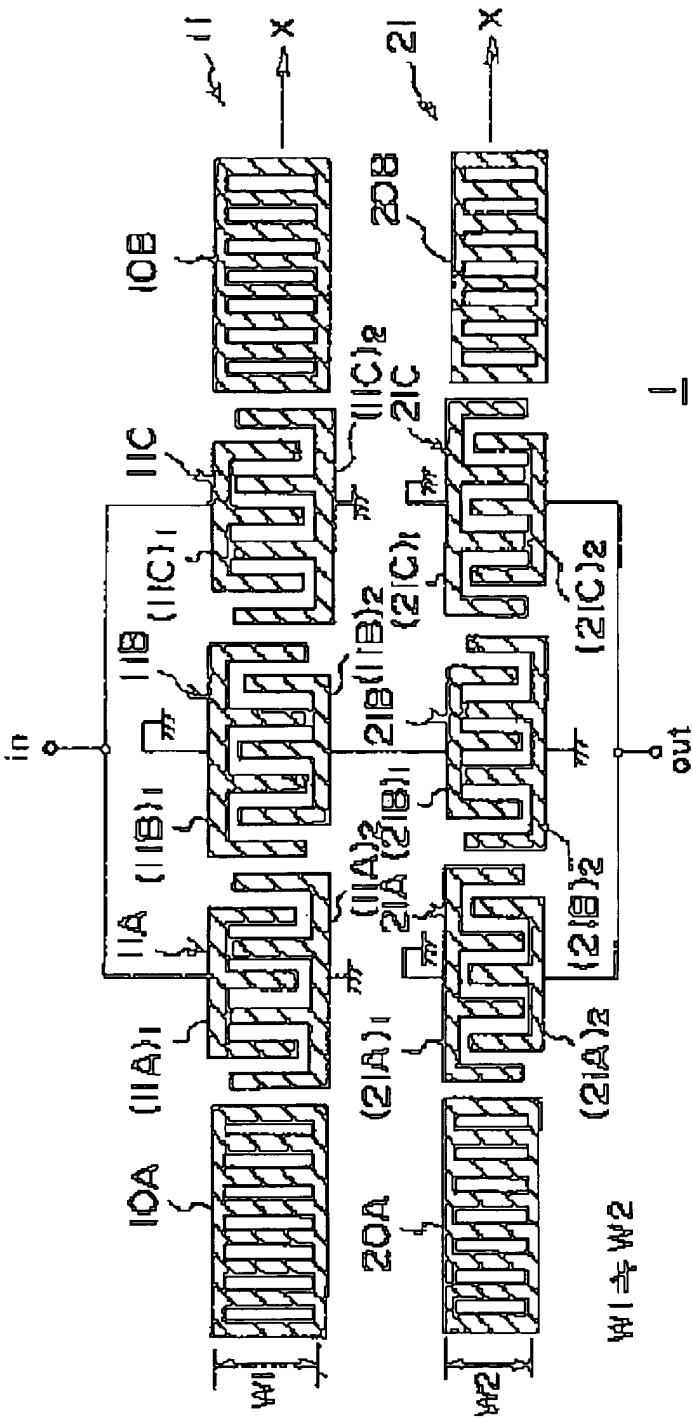 in
11
X
10A
11A
11B
11C
10B
(11A)1
(11B)1
(11C)1
W1
(11A)2
(11B)2
(11C)2
21
X
20A
21A
21B
21C
20B
(21A)1
(21B)1
(21C)1
W2
(21A)2
(21B)2
(21C)2
out
1
W1≠W2